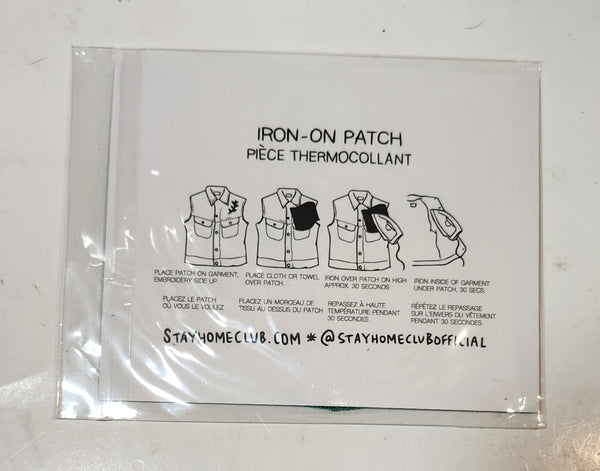 IRON-ON PATCH
PIÈCE THERMOCOLLANT
PLACE PATCH ON GARMENT,
EMBROIDERY SIDE UP.
PLACE CLOTH OR TOWEL
OVER PATCH.
IRON OVER PATCH ON HIGH
APPROX. 30 SECONDS
IRON INSIDE OF GARMENT
UNDER PATCH, 30 SECS.
PLACEZ LE PATCH
OÙ VOUS LE VOULEZ
PLACEZ UN MORCEAU DE
TISSU AU DESSUS DU PATCH
REPASSEZ À HAUTE
TEMPÉRATURE PENDANT
30 SECONDES
RÉPÉTEZ LE REPASSAGE
SUR L'ENVERS DU VÊTEMENT
PENDANT 30 SECONDES
STAYHOMECLUB.COM * @STAYHOMECLUBOFFICIAL